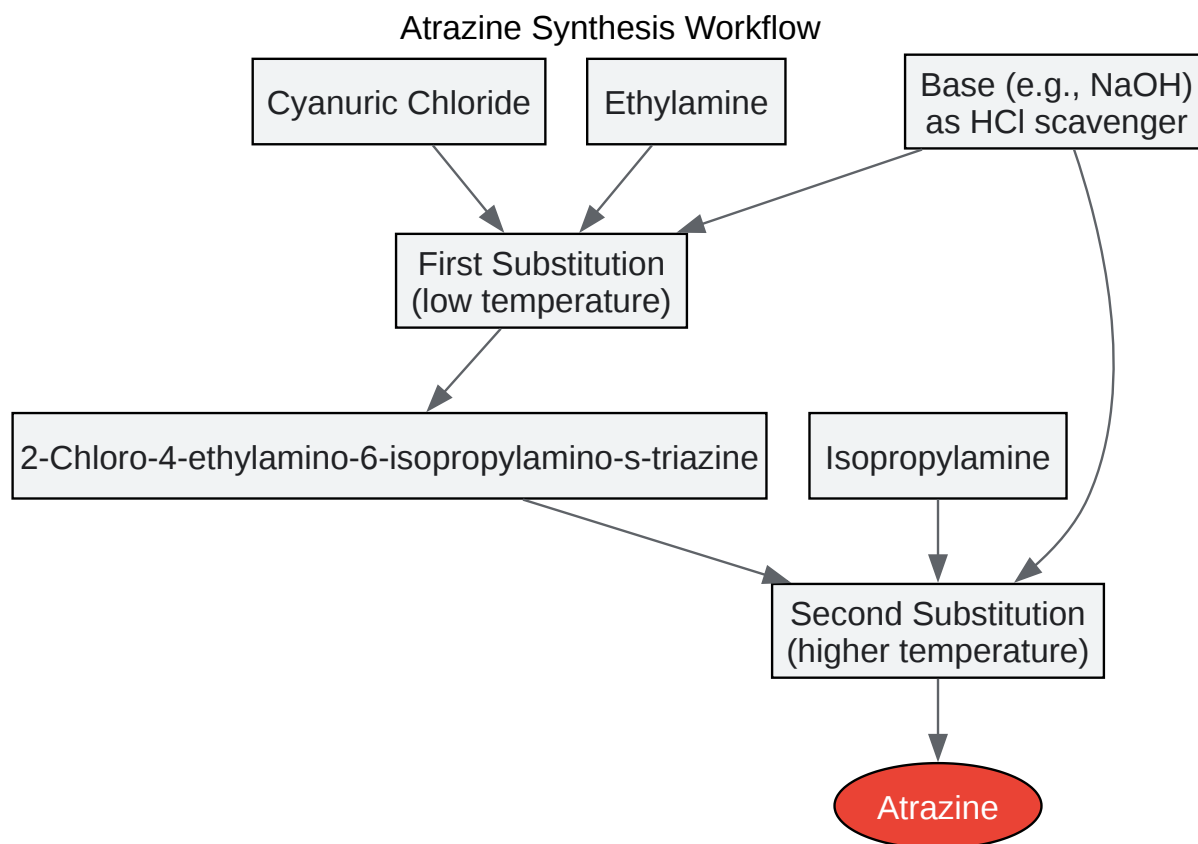 Atrazine Synthesis Workflow
Cyanuric Chloride
Ethylamine
Base (e.g., NaOH)
as HCl scavenger
First Substitution
(low temperature)
2-Chloro-4-ethylamino-6-isopropylamino-s-triazine
Isopropylamine
Second Substitution
(higher temperature)
Atrazine